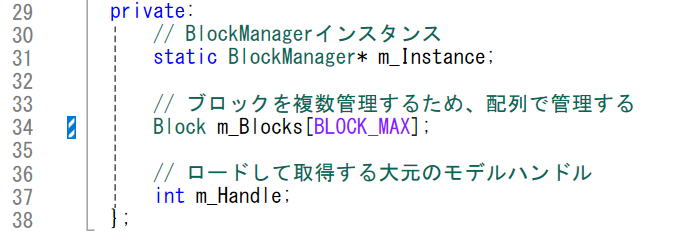 29 private:
30 // BlockManagerインスタンス
31 static BlockManager* m_Instance;
32
33 // ブロックを複数管理するため、配列で管理する
34 Block m_Blocks[BLOCK_MAX];
35
36 // ロードして取得する大元のモデルハンドル
37 int m_Handle;
38 };